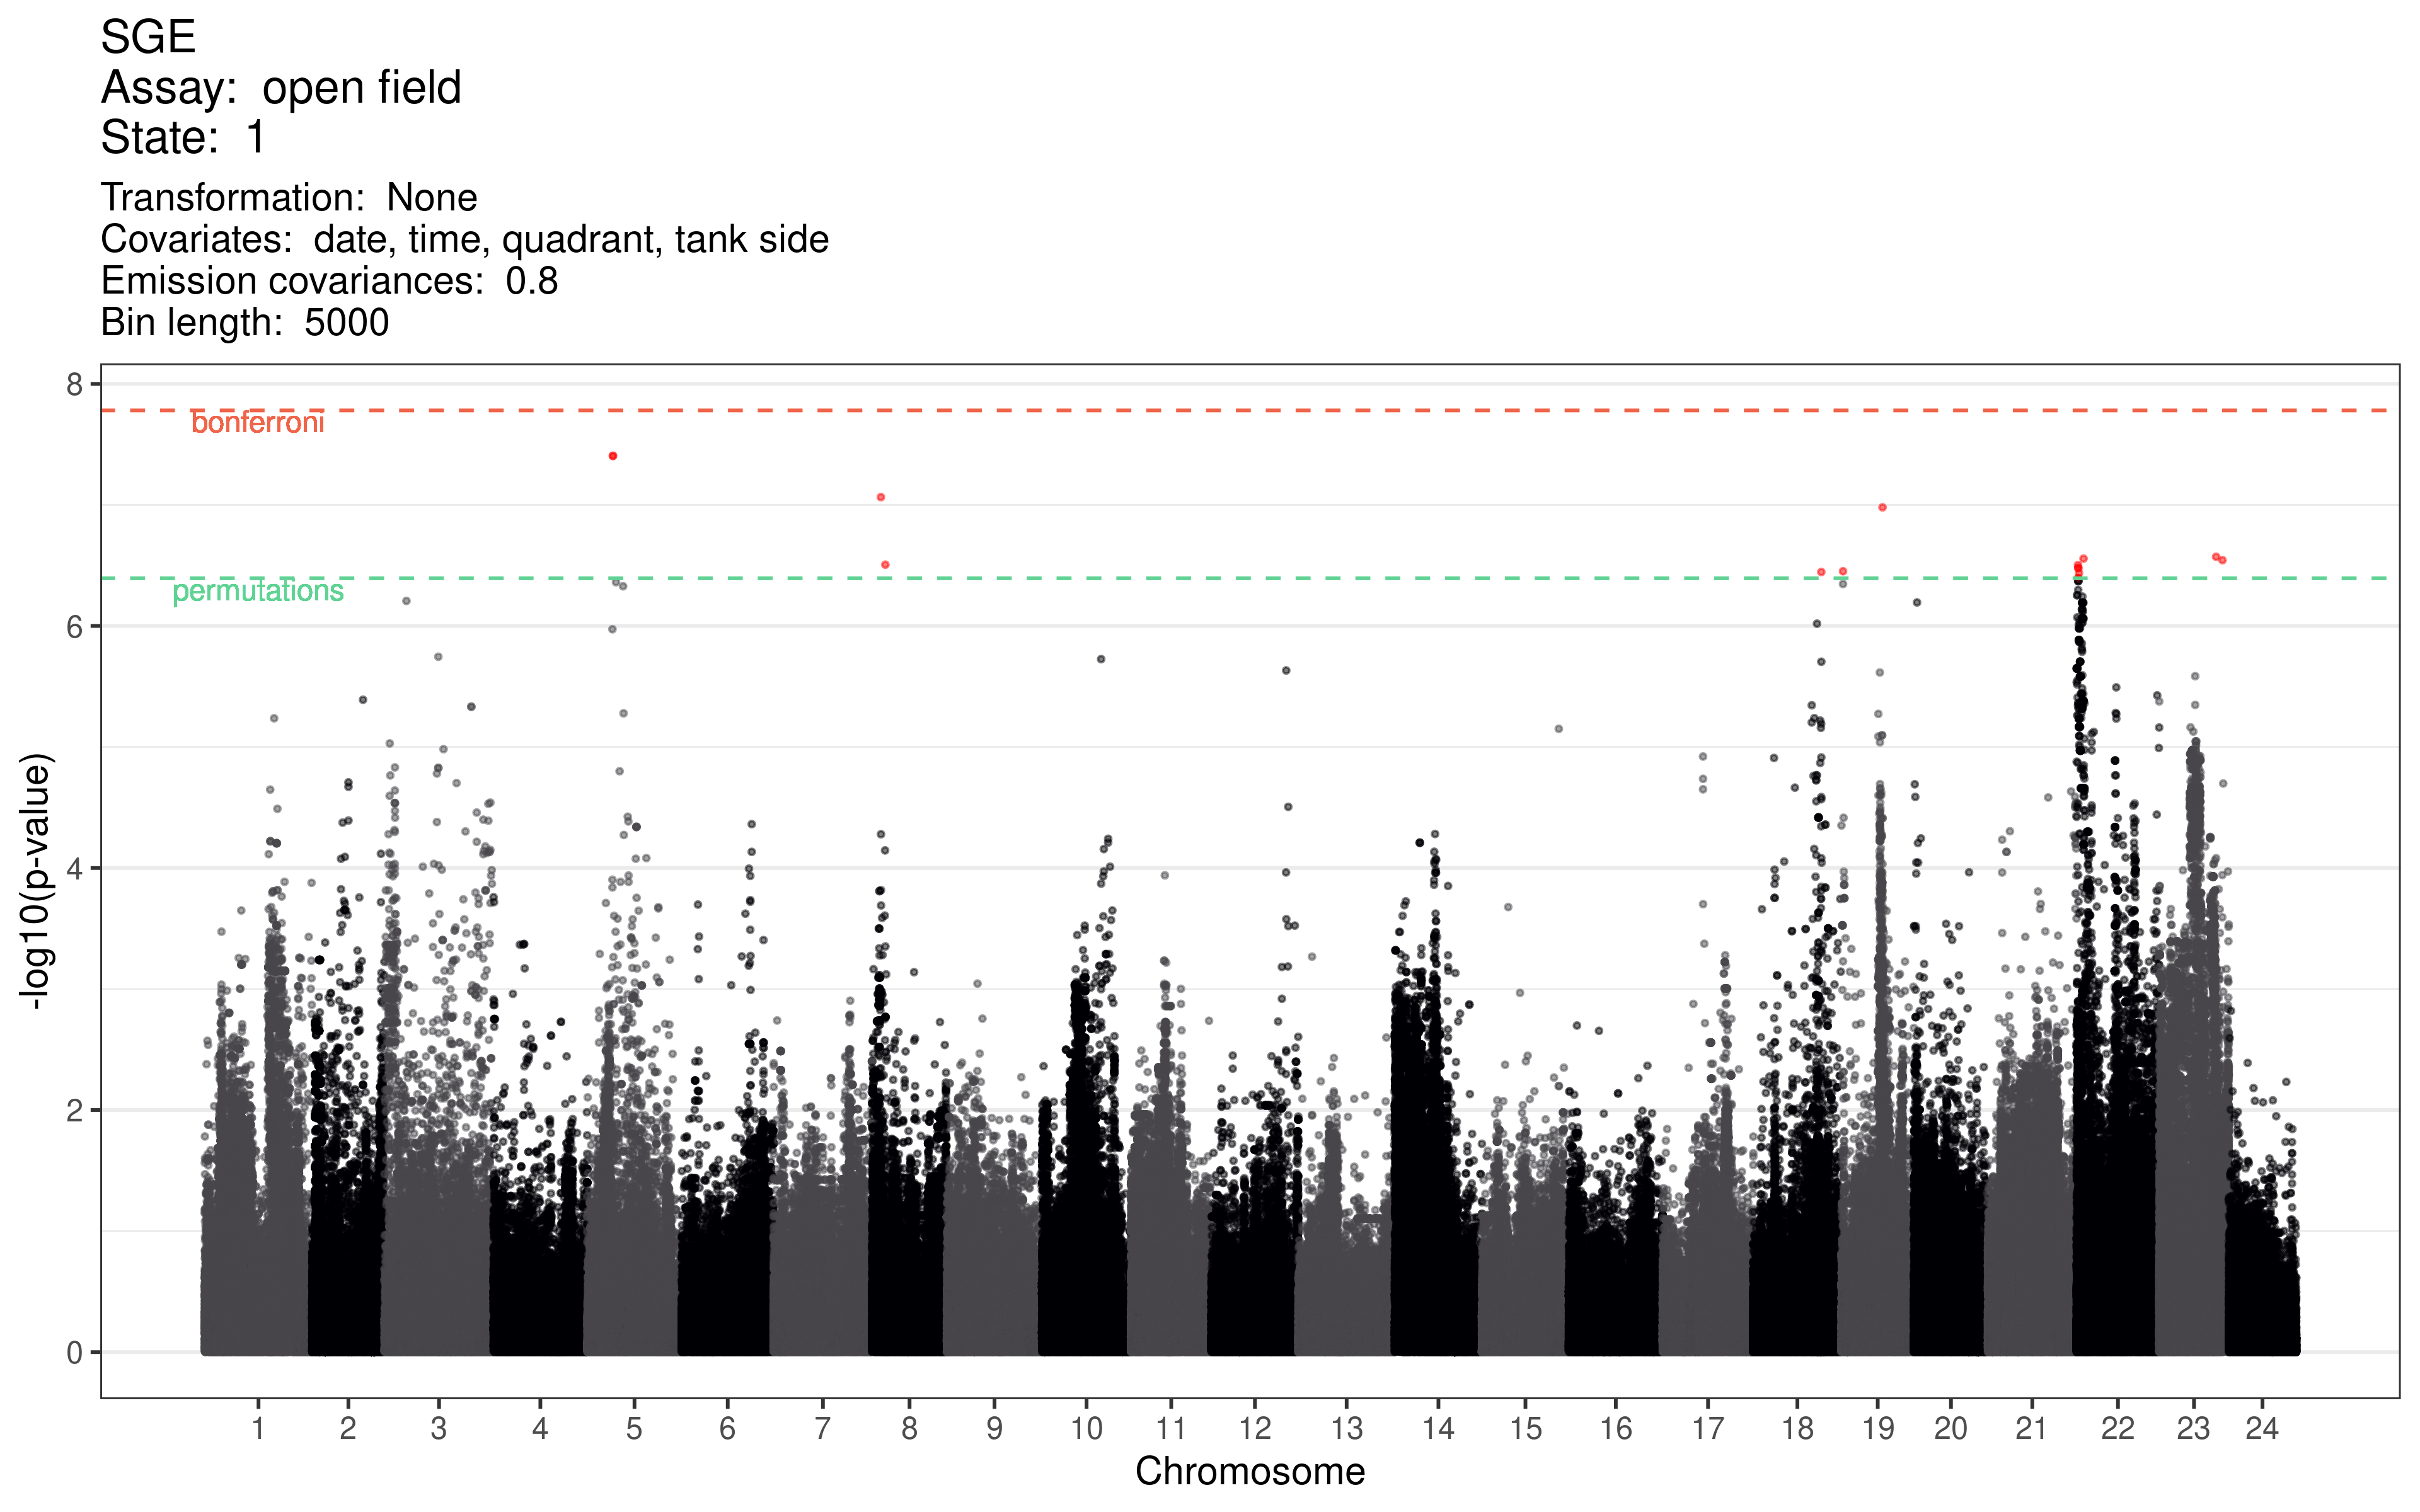 SGE
Assay:  open field
State:  1
Transformation:  None
Covariates:  date, time, quadrant, tank side
Emission covariances:  0.8
Bin length:  5000
8
bonferroni
permutations
6
4
2
0
-log10(p-value)
1 2 3 4 5 6 7 8 9 10 11 12 13 14 15 16 17 18 19 20 21 22 23 24
Chromosome